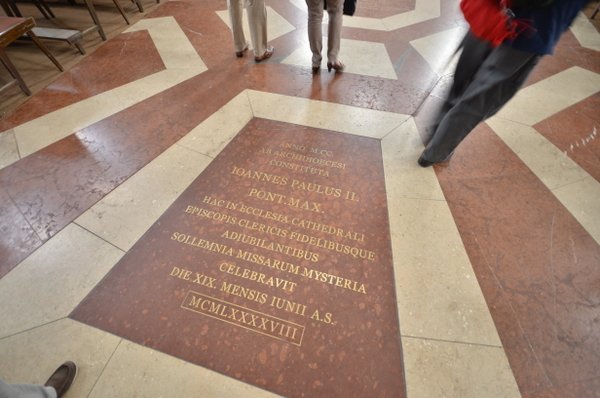 ANNO M.CC.
AB ARCHIDIOECESI
CONSTITUTA
IOANNES PAULUS II.
PONT. MAX.
HAC IN ECCLESIA CATHEDRALI
EPISCOPIS CLERICIS FIDELIBUSQUE
ADIUBILANTIBUS
SOLLEMNIA MISSARUM MYSTERIA
CELEBRAVIT
DIE XIX. MENSIS IUNII A.S.
MCMLXXXXVIII